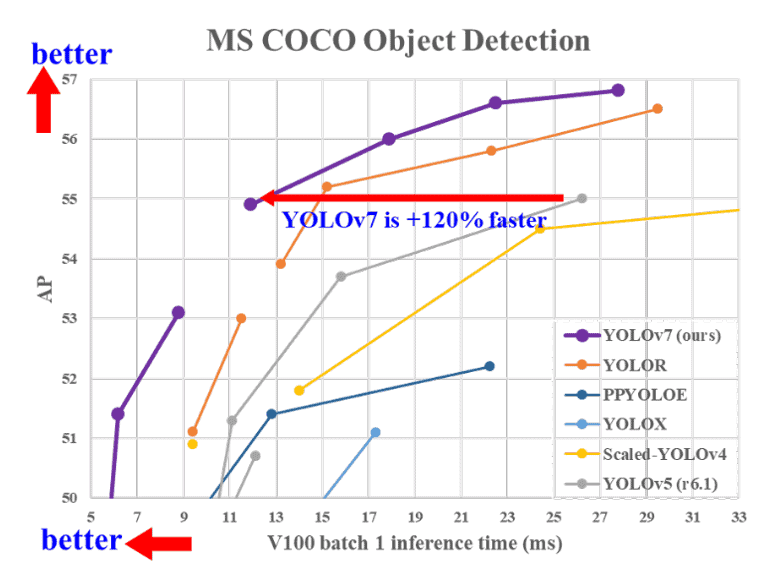 MS COCO Object Detection
better
57
56
55
54
53
52
51
50
AP
YOLOv7 is +120% faster
YOLOv7 (ours)
YOLOR
PPYOLOE
YOLOX
Scaled-YOLOv4
YOLOv5 (r6.1)
5 7 9 11 13 15 17 19 21 23 25 27 29 31 33
better
V100 batch 1 inference time (ms)